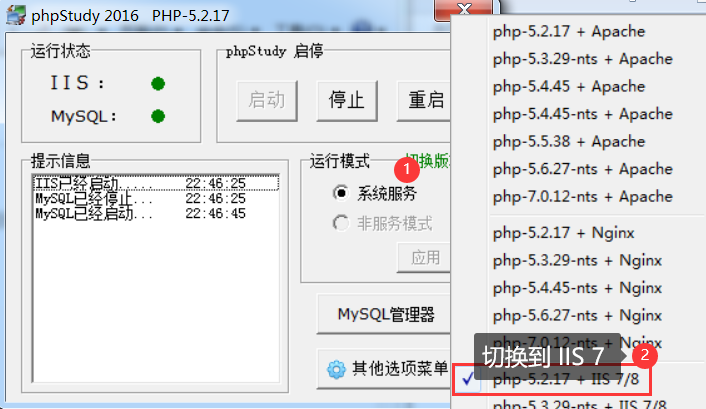 phpStudy 2016 PHP-5.2.17
运行状态
IIS：
MySQL：
phpStudy 启停
启动
停止
重启
提示信息
IIS已经启动..... 22:46:25
MySQL已经停止... 22:46:25
MySQL已经启动... 22:46:45
运行模式
切换版
1
系统服务
非服务模式
应用
MySQL管理器
其他选项菜单
php-5.2.17 + Apache
php-5.3.29-nts + Apache
php-5.4.45 + Apache
php-5.4.45-nts + Apache
php-5.5.38 + Apache
php-5.6.27-nts + Apache
php-7.0.12-nts + Apache
php-5.2.17 + Nginx
php-5.3.29-nts + Nginx
php-5.4.45-nts + Nginx
php-5.6.27-nts + Nginx
php-7.0.12-nts + Nginx
切换到 IIS 7
2
php-5.2.17 + IIS 7/8
php-5.3.29-nts + IIS 7/8